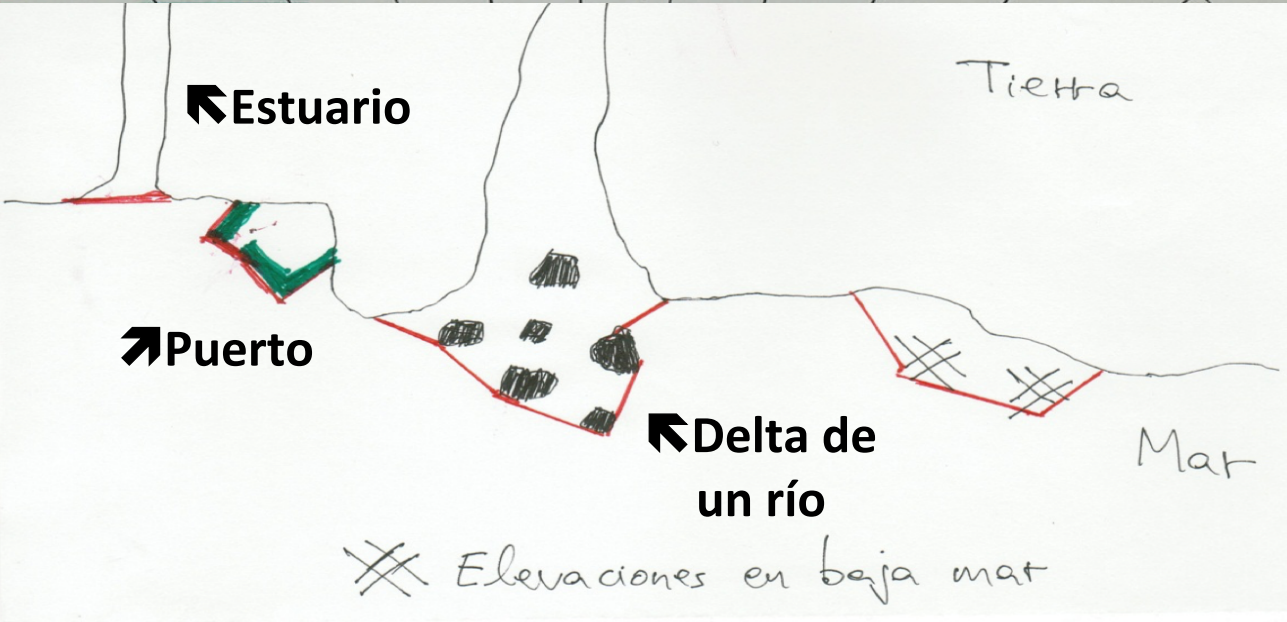 Tierra
Estuario
Puerto
Delta de
un río
Mar
Elevaciones en baja mar